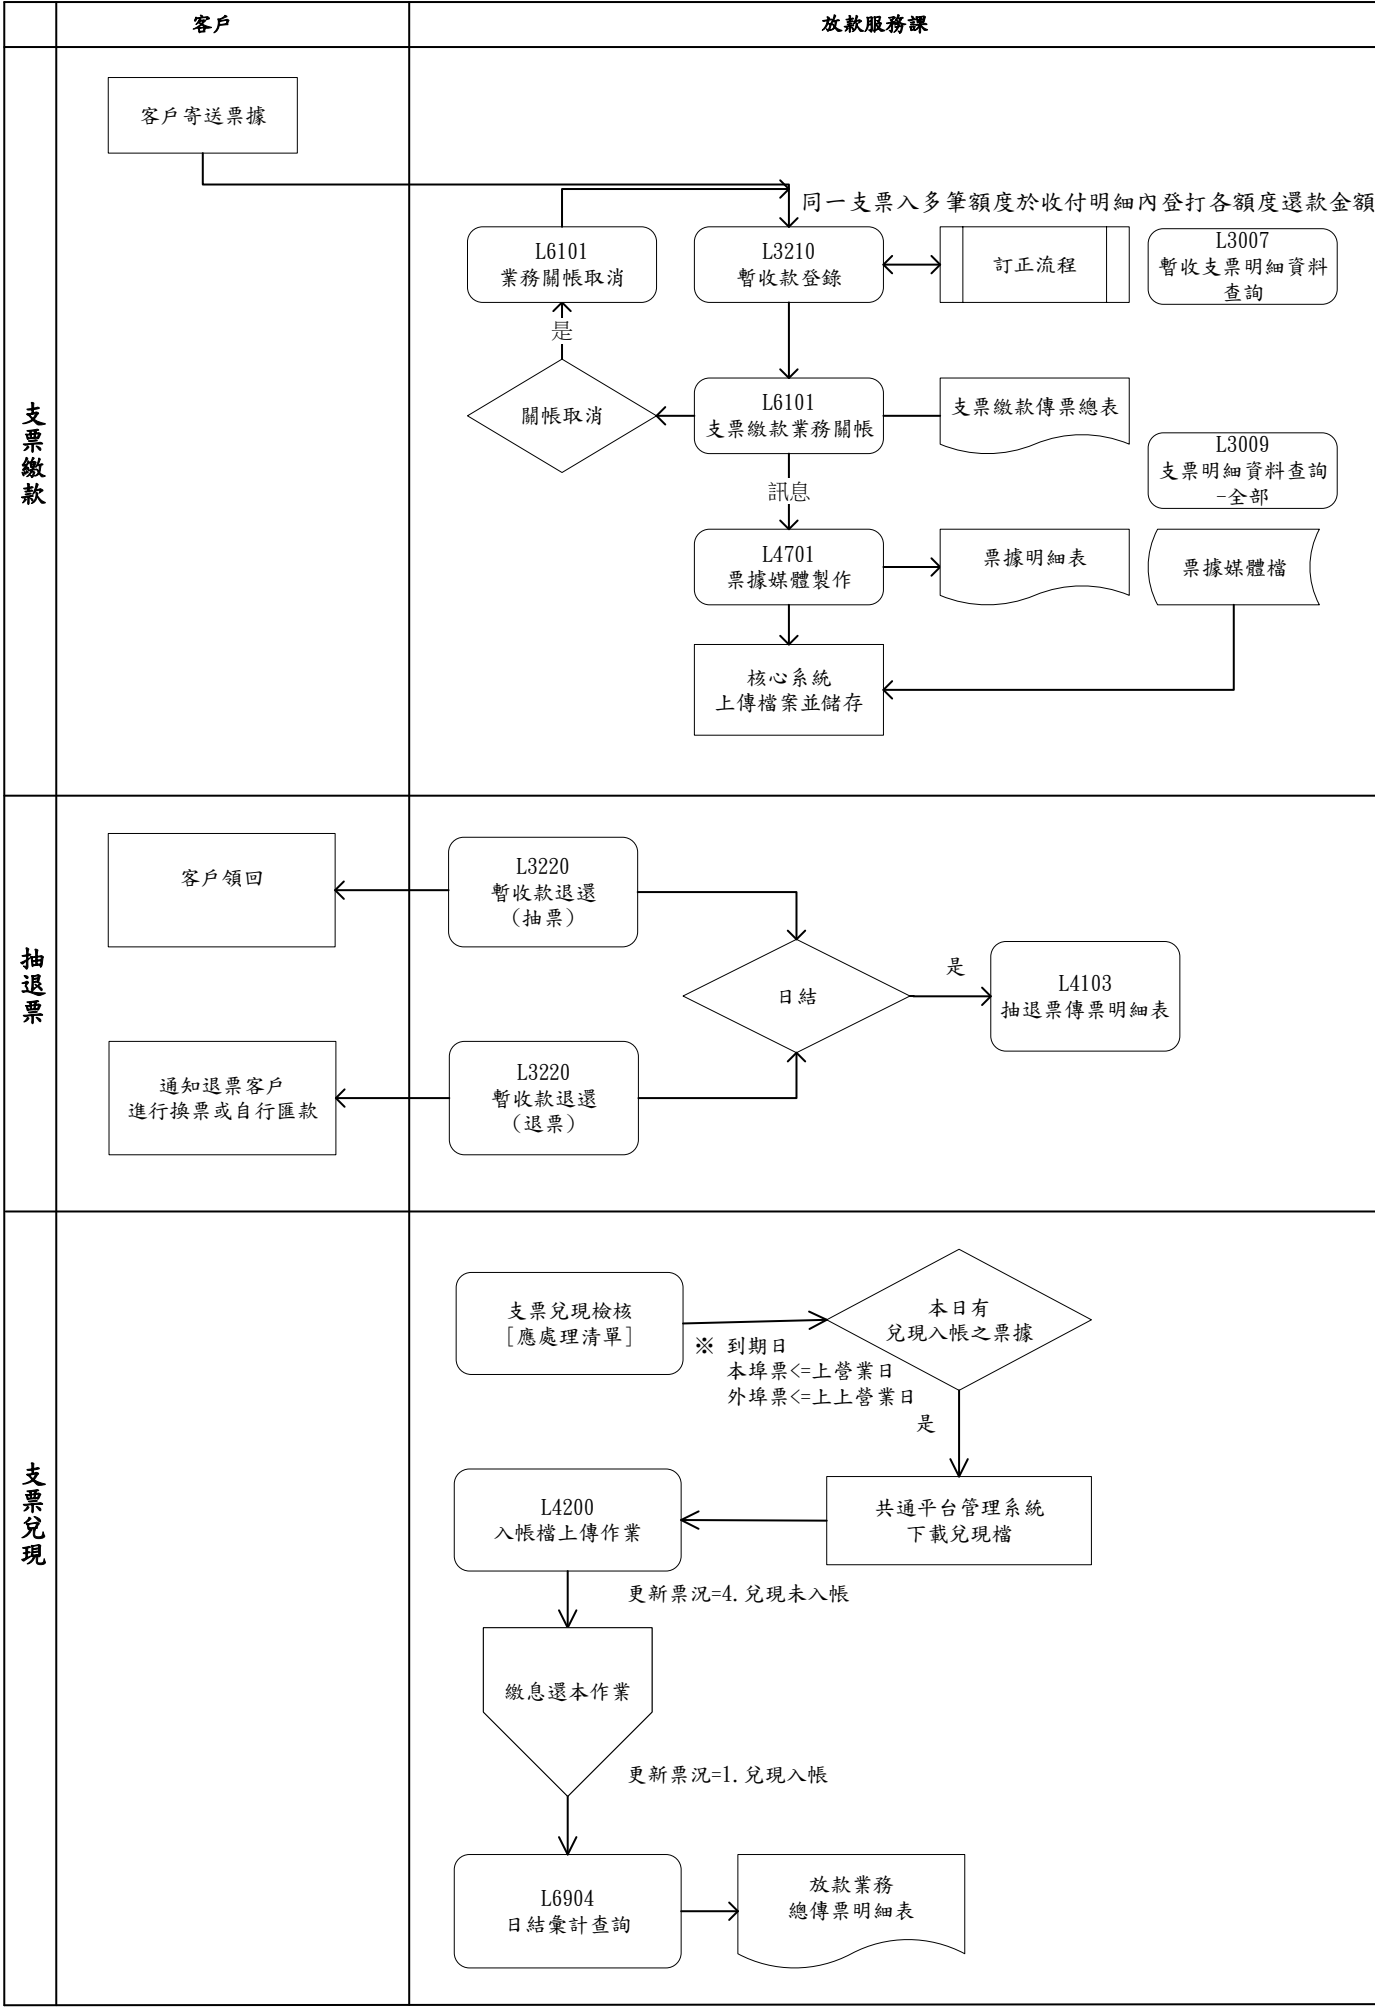 客戶
放款服務課
支票繳款
客戶寄送票據
同一支票入多筆額度於收付明細內登打各額度還款金額
L6101
業務關帳取消
L3210
暫收款登錄
訂正流程
L3007
暫收支票明細資料
查詢
是
關帳取消
L6101
支票繳款業務關帳
支票繳款傳票總表
L3009
支票明細資料查詢
-全部
訊息
L4701
票據媒體製作
票據明細表
票據媒體檔
核心系統
上傳檔案並儲存
抽退票
客戶領回
L3220
暫收款退還
(抽票)
日結
是
L4103
抽退票傳票明細表
通知退票客戶
進行換票或自行匯款
L3220
暫收款退還
(退票)
支票兌現
支票兌現檢核
[應處理清單]
本日有
兌現入帳之票據
※ 到期日
本埠票<=上營業日
外埠票<=上上營業日
是
L4200
入帳檔上傳作業
共通平台管理系統
下載兌現檔
更新票況=4.兌現未入帳
繳息還本作業
更新票況=1.兌現入帳
L6904
日結彙計查詢
放款業務
總傳票明細表